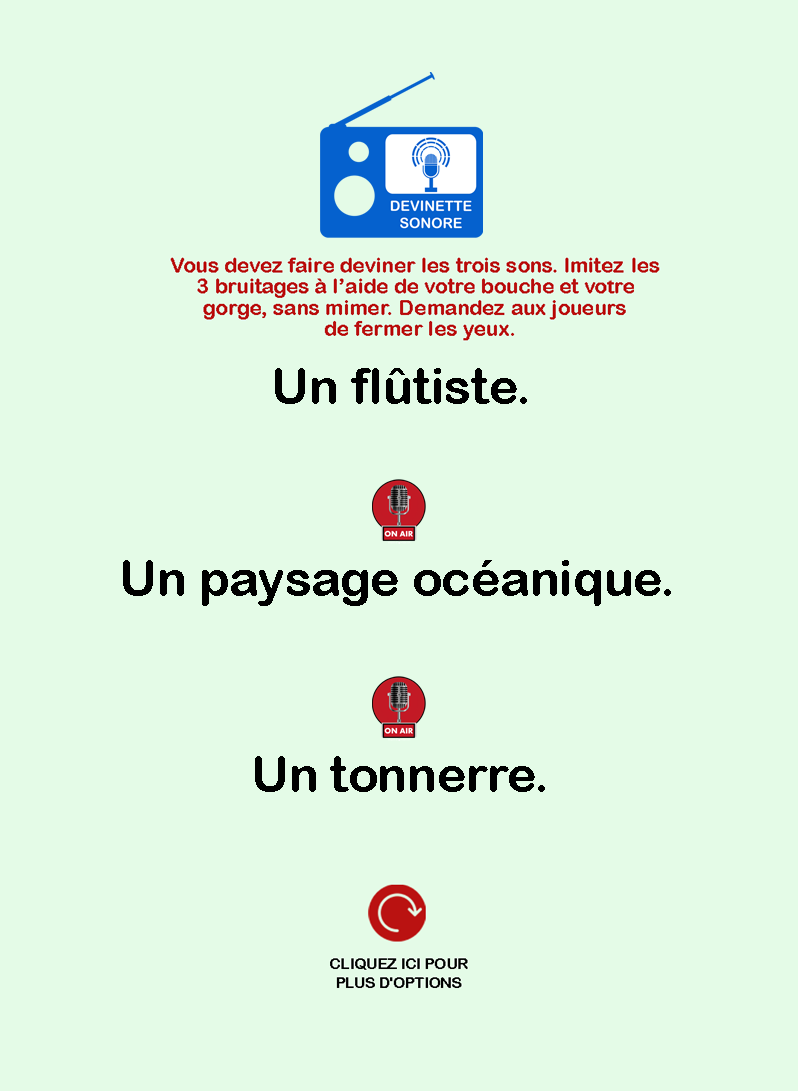 DEVINETTE
SONORE
Vous devez faire deviner les trois sons. Imitez les
3 bruitages à l’aide de votre bouche et votre
gorge, sans mimer. Demandez aux joueurs
de fermer les yeux.
Un flûtiste.
ON AIR
Un paysage océanique.
ON AIR
Un tonnerre.
CLIQUEZ ICI POUR
PLUS D'OPTIONS